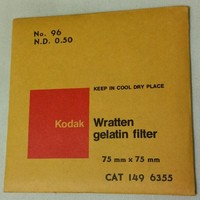 No. 96
N.D. 0.50
KEEP IN COOL DRY PLACE
Kodak
Wratten
gelatin filter
75 mm x 75 mm
CAT 149 6355